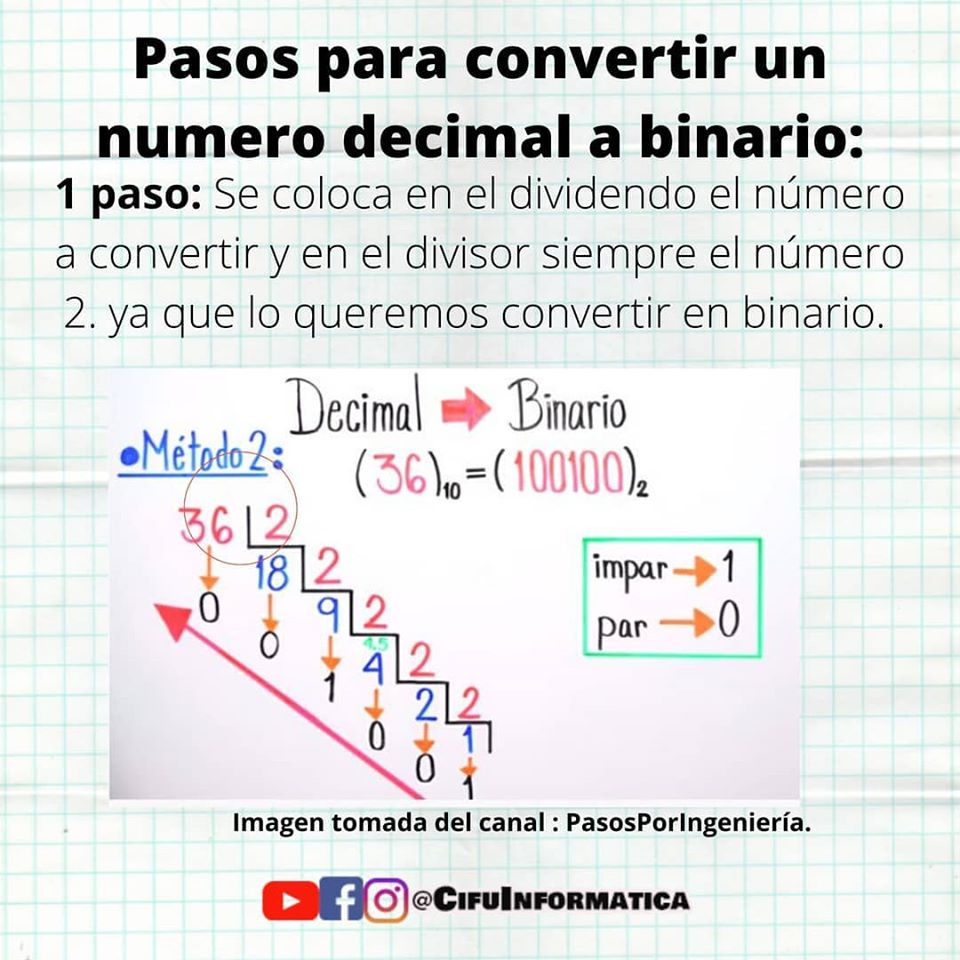 Pasos para convertir un
numero decimal a binario:
1 paso: Se coloca en el dividendo el número
a convertir y en el divisor siempre el número
2. ya que lo queremos convertir en binario.
Decimal Binario
•Método 2:
(36)₁₀=(100100)₂
36 2
18 2
impar 1
0
9 2
par 0
0
4.5
4 2
1
2 2
0
1
0
1
Imagen tomada del canal : PasosPorIngeniería.
@CifuInformatica